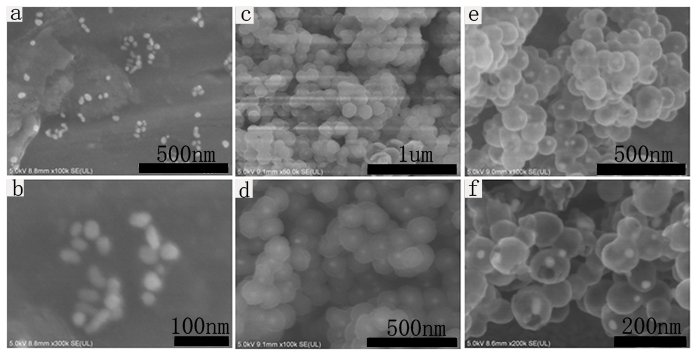 a
500nm
5.0kV 8.8mm x100k SE(UL)
c
1um
5.0kV 9.1mm x50.0k SE(UL)
e
500nm
5.0kV 9.0mm x100k SE(UL)
b
100nm
5.0kV 8.8mm x300k SE(UL)
d
500nm
5.0kV 9.1mm x100k SE(UL)
f
200nm
5.0kV 8.6mm x200k SE(UL)